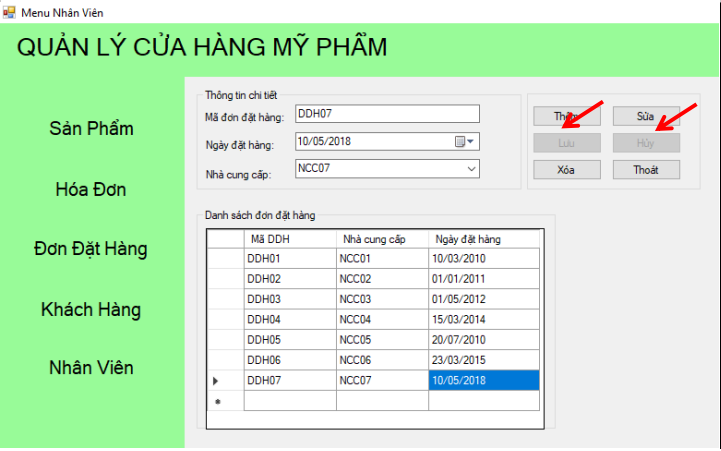 Menu Nhân Viên
QUẢN LÝ CỬA HÀNG MỸ PHẨM
Sản Phẩm
Hóa Đơn
Đơn Đặt Hàng
Khách Hàng
Nhân Viên
Thông tin chi tiết
Mã đơn đặt hàng: DDH07
Ngày đặt hàng: 10/05/2018
Nhà cung cấp: NCC07
Thêm Sửa
Lưu Hủy
Xóa Thoát
Danh sách đơn đặt hàng
Mã DDH Nhà cung cấp Ngày đặt hàng
DDH01 NCC01 10/03/2010
DDH02 NCC02 01/01/2011
DDH03 NCC03 01/05/2012
DDH04 NCC04 15/03/2014
DDH05 NCC05 20/07/2010
DDH06 NCC06 23/03/2015
DDH07 NCC07 10/05/2018